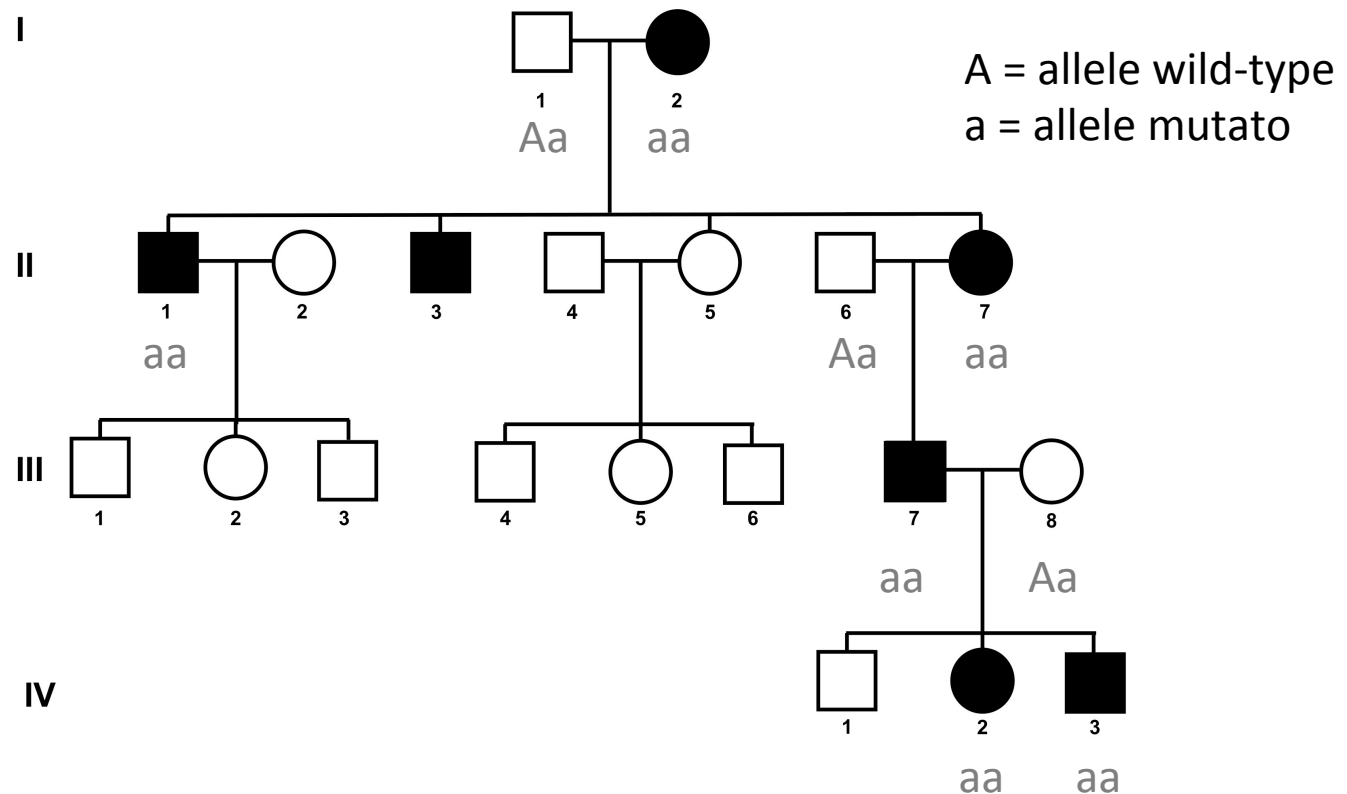 I
A = allele wild-type
a = allele mutato
1 2
Aa aa
II
1 2 3 4 5 6 7
aa Aa aa
III
1 2 3 4 5 6 7 8
aa Aa
IV
1 2 3
aa aa